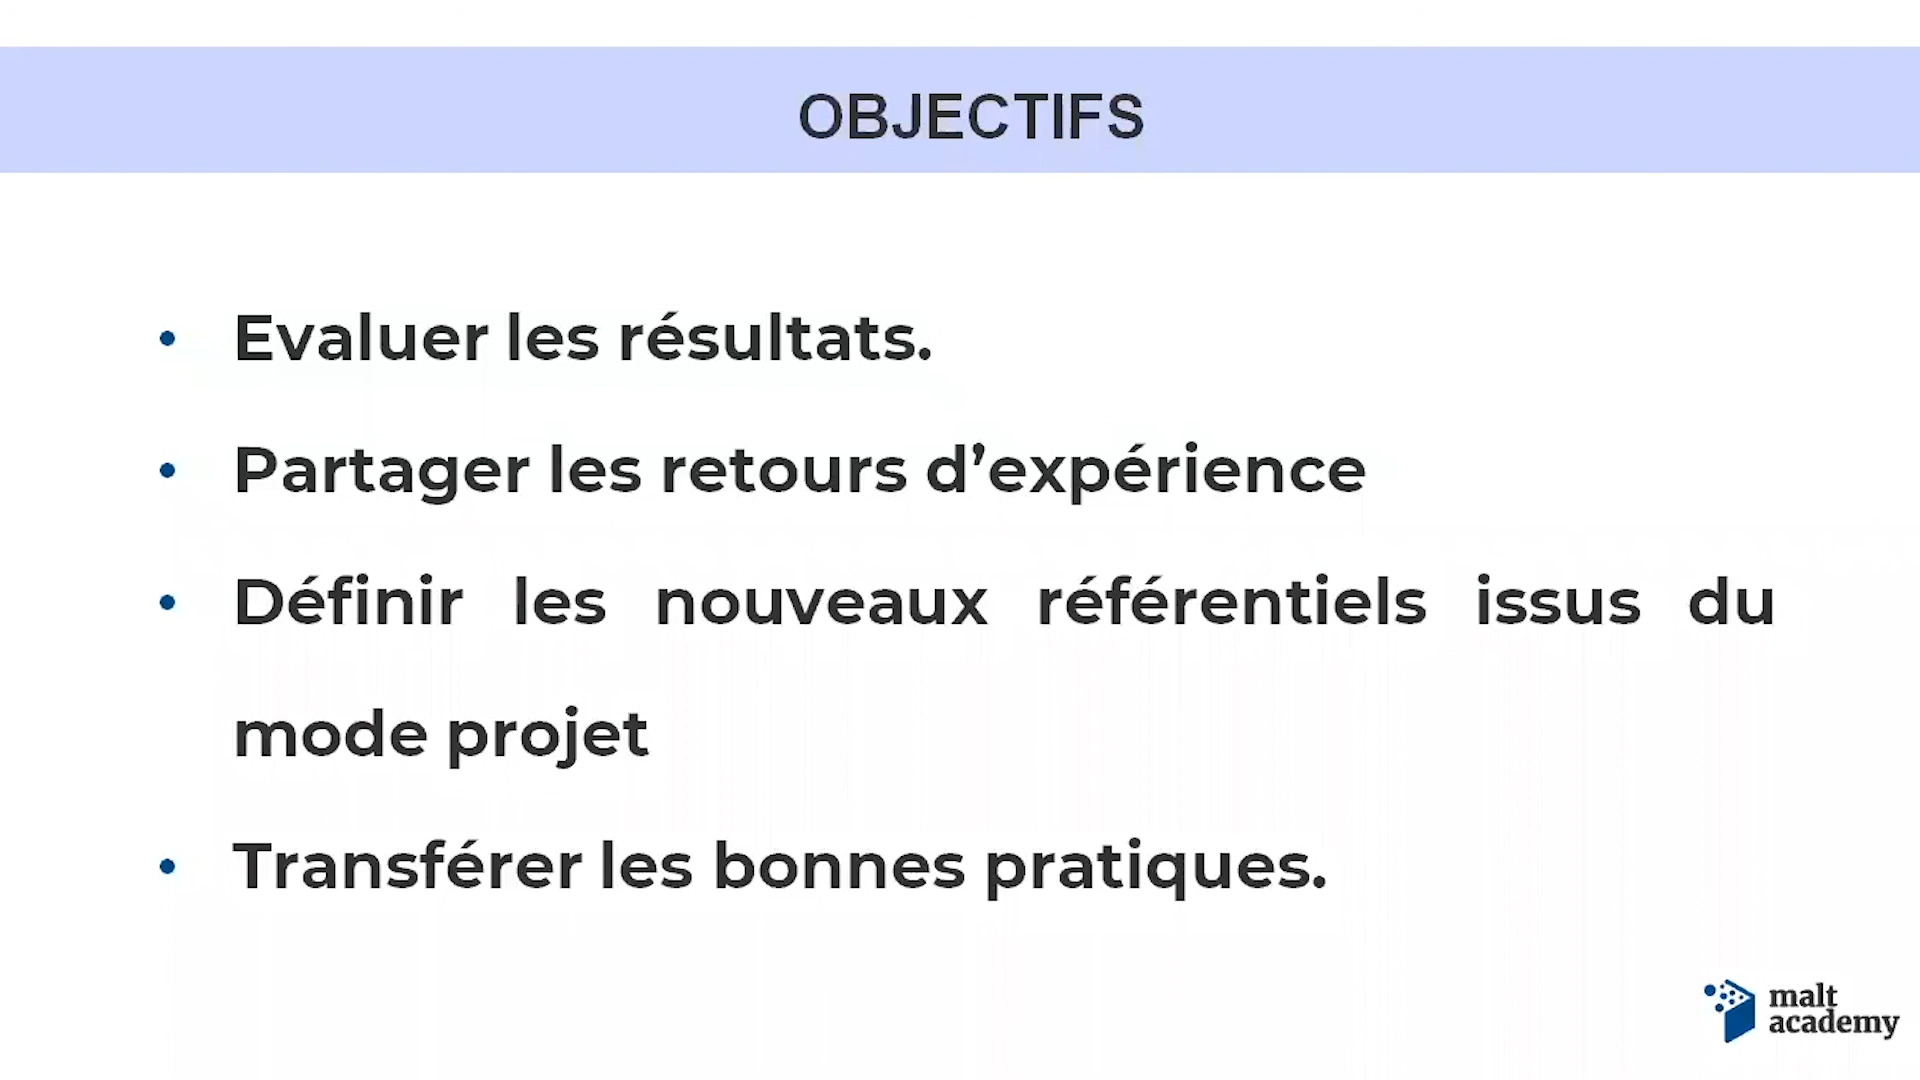 OBJECTIFS
• Evaluer les résultats.
• Partager les retours d’expérience
• Définir les nouveaux référentiels issus du
mode projet
• Transférer les bonnes pratiques.
malt
academy